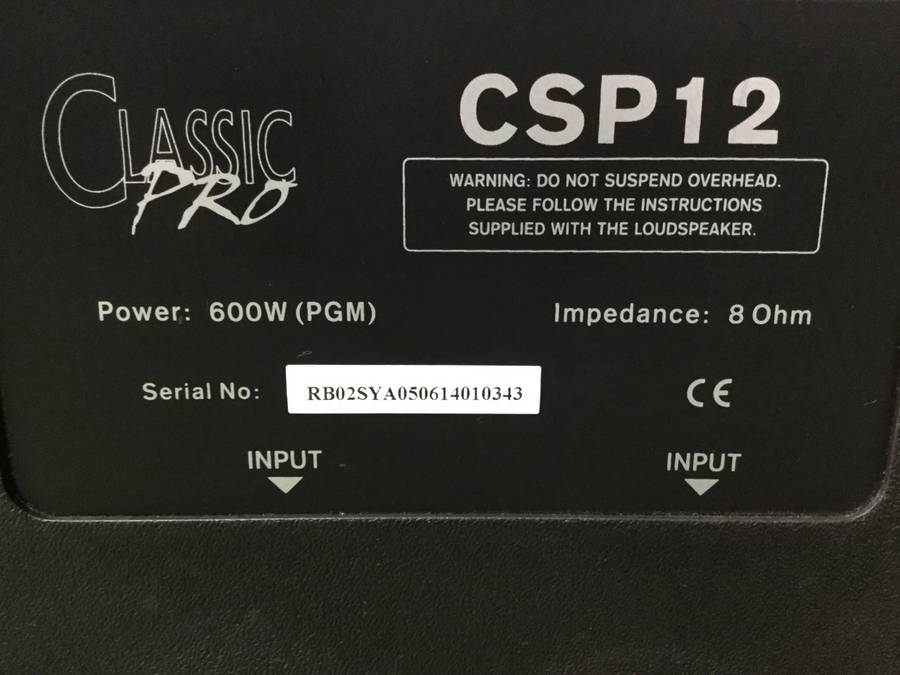 CLASSIC
PRO
CSP12
WARNING: DO NOT SUSPEND OVERHEAD.
PLEASE FOLLOW THE INSTRUCTIONS
SUPPLIED WITH THE LOUDSPEAKER.
Power: 600W (PGM)
Impedance: 8 Ohm
Serial No: RB02SYA050614010343
CE
INPUT
INPUT